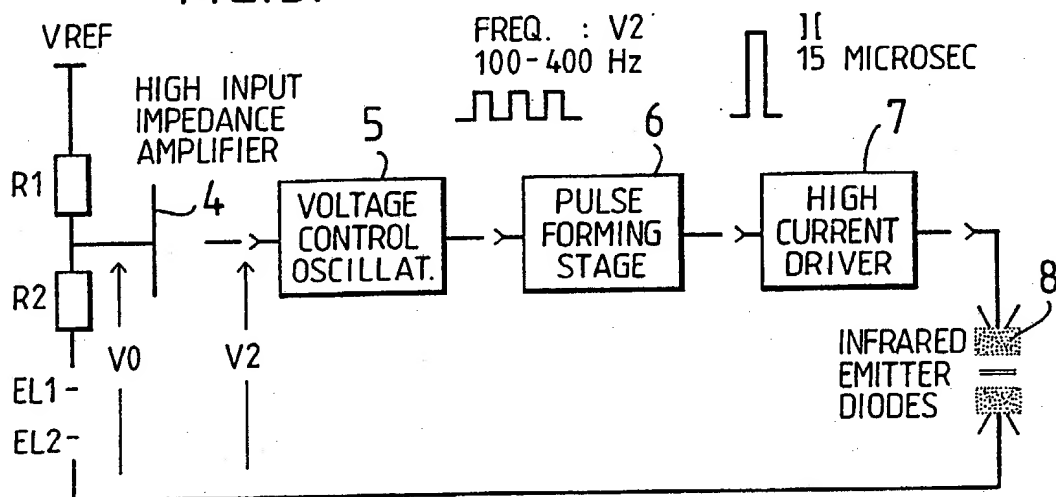 VREF
FREQ. : V2
100-400 Hz
15 MICROSEC
HIGH INPUT
IMPEDANCE
AMPLIFIER
5
6
7
R1
4
VOLTAGE
CONTROL
OSCILLAT.
PULSE
FORMING
STAGE
HIGH
CURRENT
DRIVER
R2
8
V0
V2
INFRARED
EMITTER
DIODES
EL1
EL2